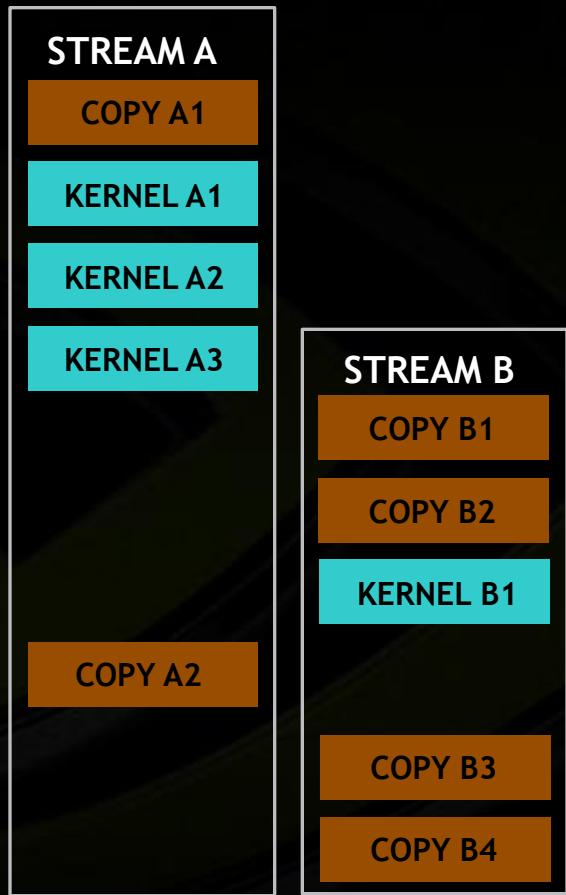 STREAM A
COPY A1
KERNEL A1
KERNEL A2
KERNEL A3
COPY A2
STREAM B
COPY B1
COPY B2
KERNEL B1
COPY B3
COPY B4